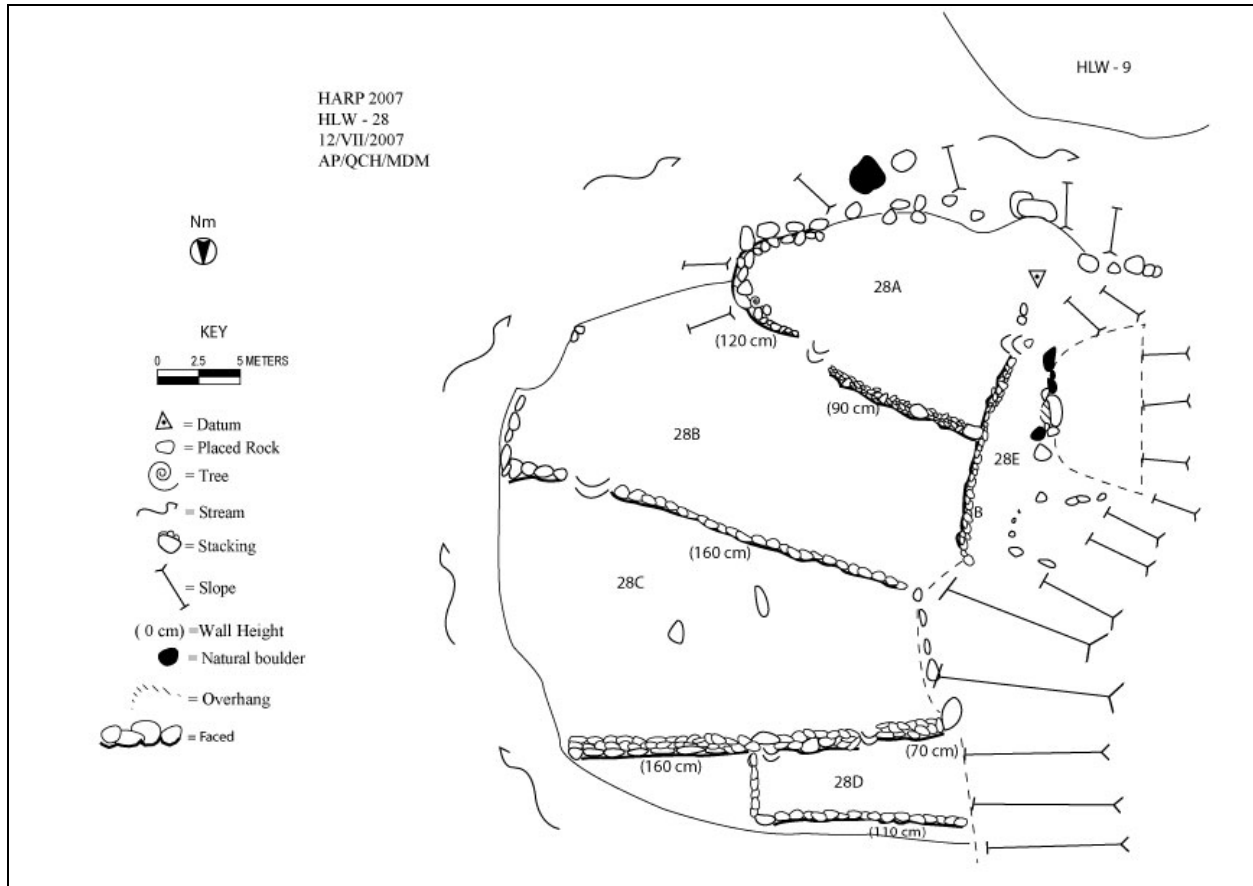 HLW - 9
HARP 2007
HLW - 28
12/VII/2007
AP/QCH/MDM
Nm
KEY
0 2.5 5 METERS
= Datum
= Placed Rock
= Tree
= Stream
= Stacking
= Slope
( 0 cm) =Wall Height
= Natural boulder
= Overhang
= Faced
28A
(120 cm)
(90 cm)
28B
28E
B
(160 cm)
28C
(160 cm)
(70 cm)
28D
(110 cm)